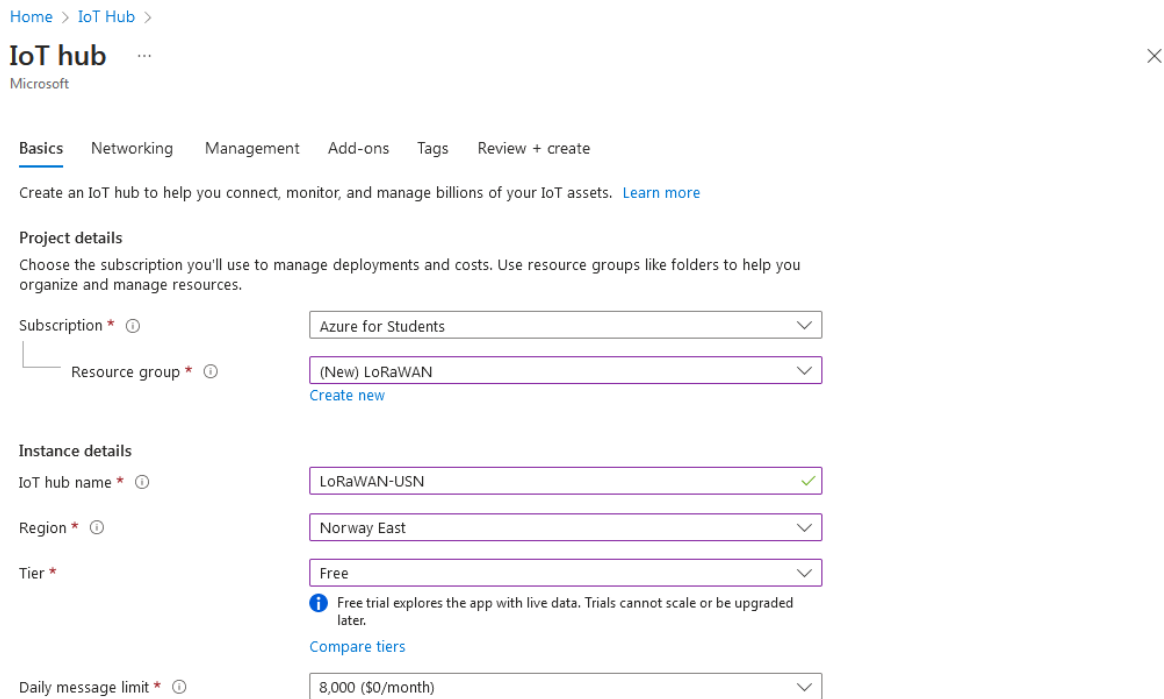 Home > IoT Hub >
IoT hub ...
Microsoft
Basics Networking Management Add-ons Tags Review + create
Create an IoT hub to help you connect, monitor, and manage billions of your IoT assets. Learn more
Project details
Choose the subscription you'll use to manage deployments and costs. Use resource groups like folders to help you
organize and manage resources.
Subscription * Azure for Students
Resource group * (New) LoRaWAN
Create new
Instance details
IoT hub name * LoRaWAN-USN
Region * Norway East
Tier * Free
Free trial explores the app with live data. Trials cannot scale or be upgraded
later.
Compare tiers
Daily message limit * 8,000 ($0/month)